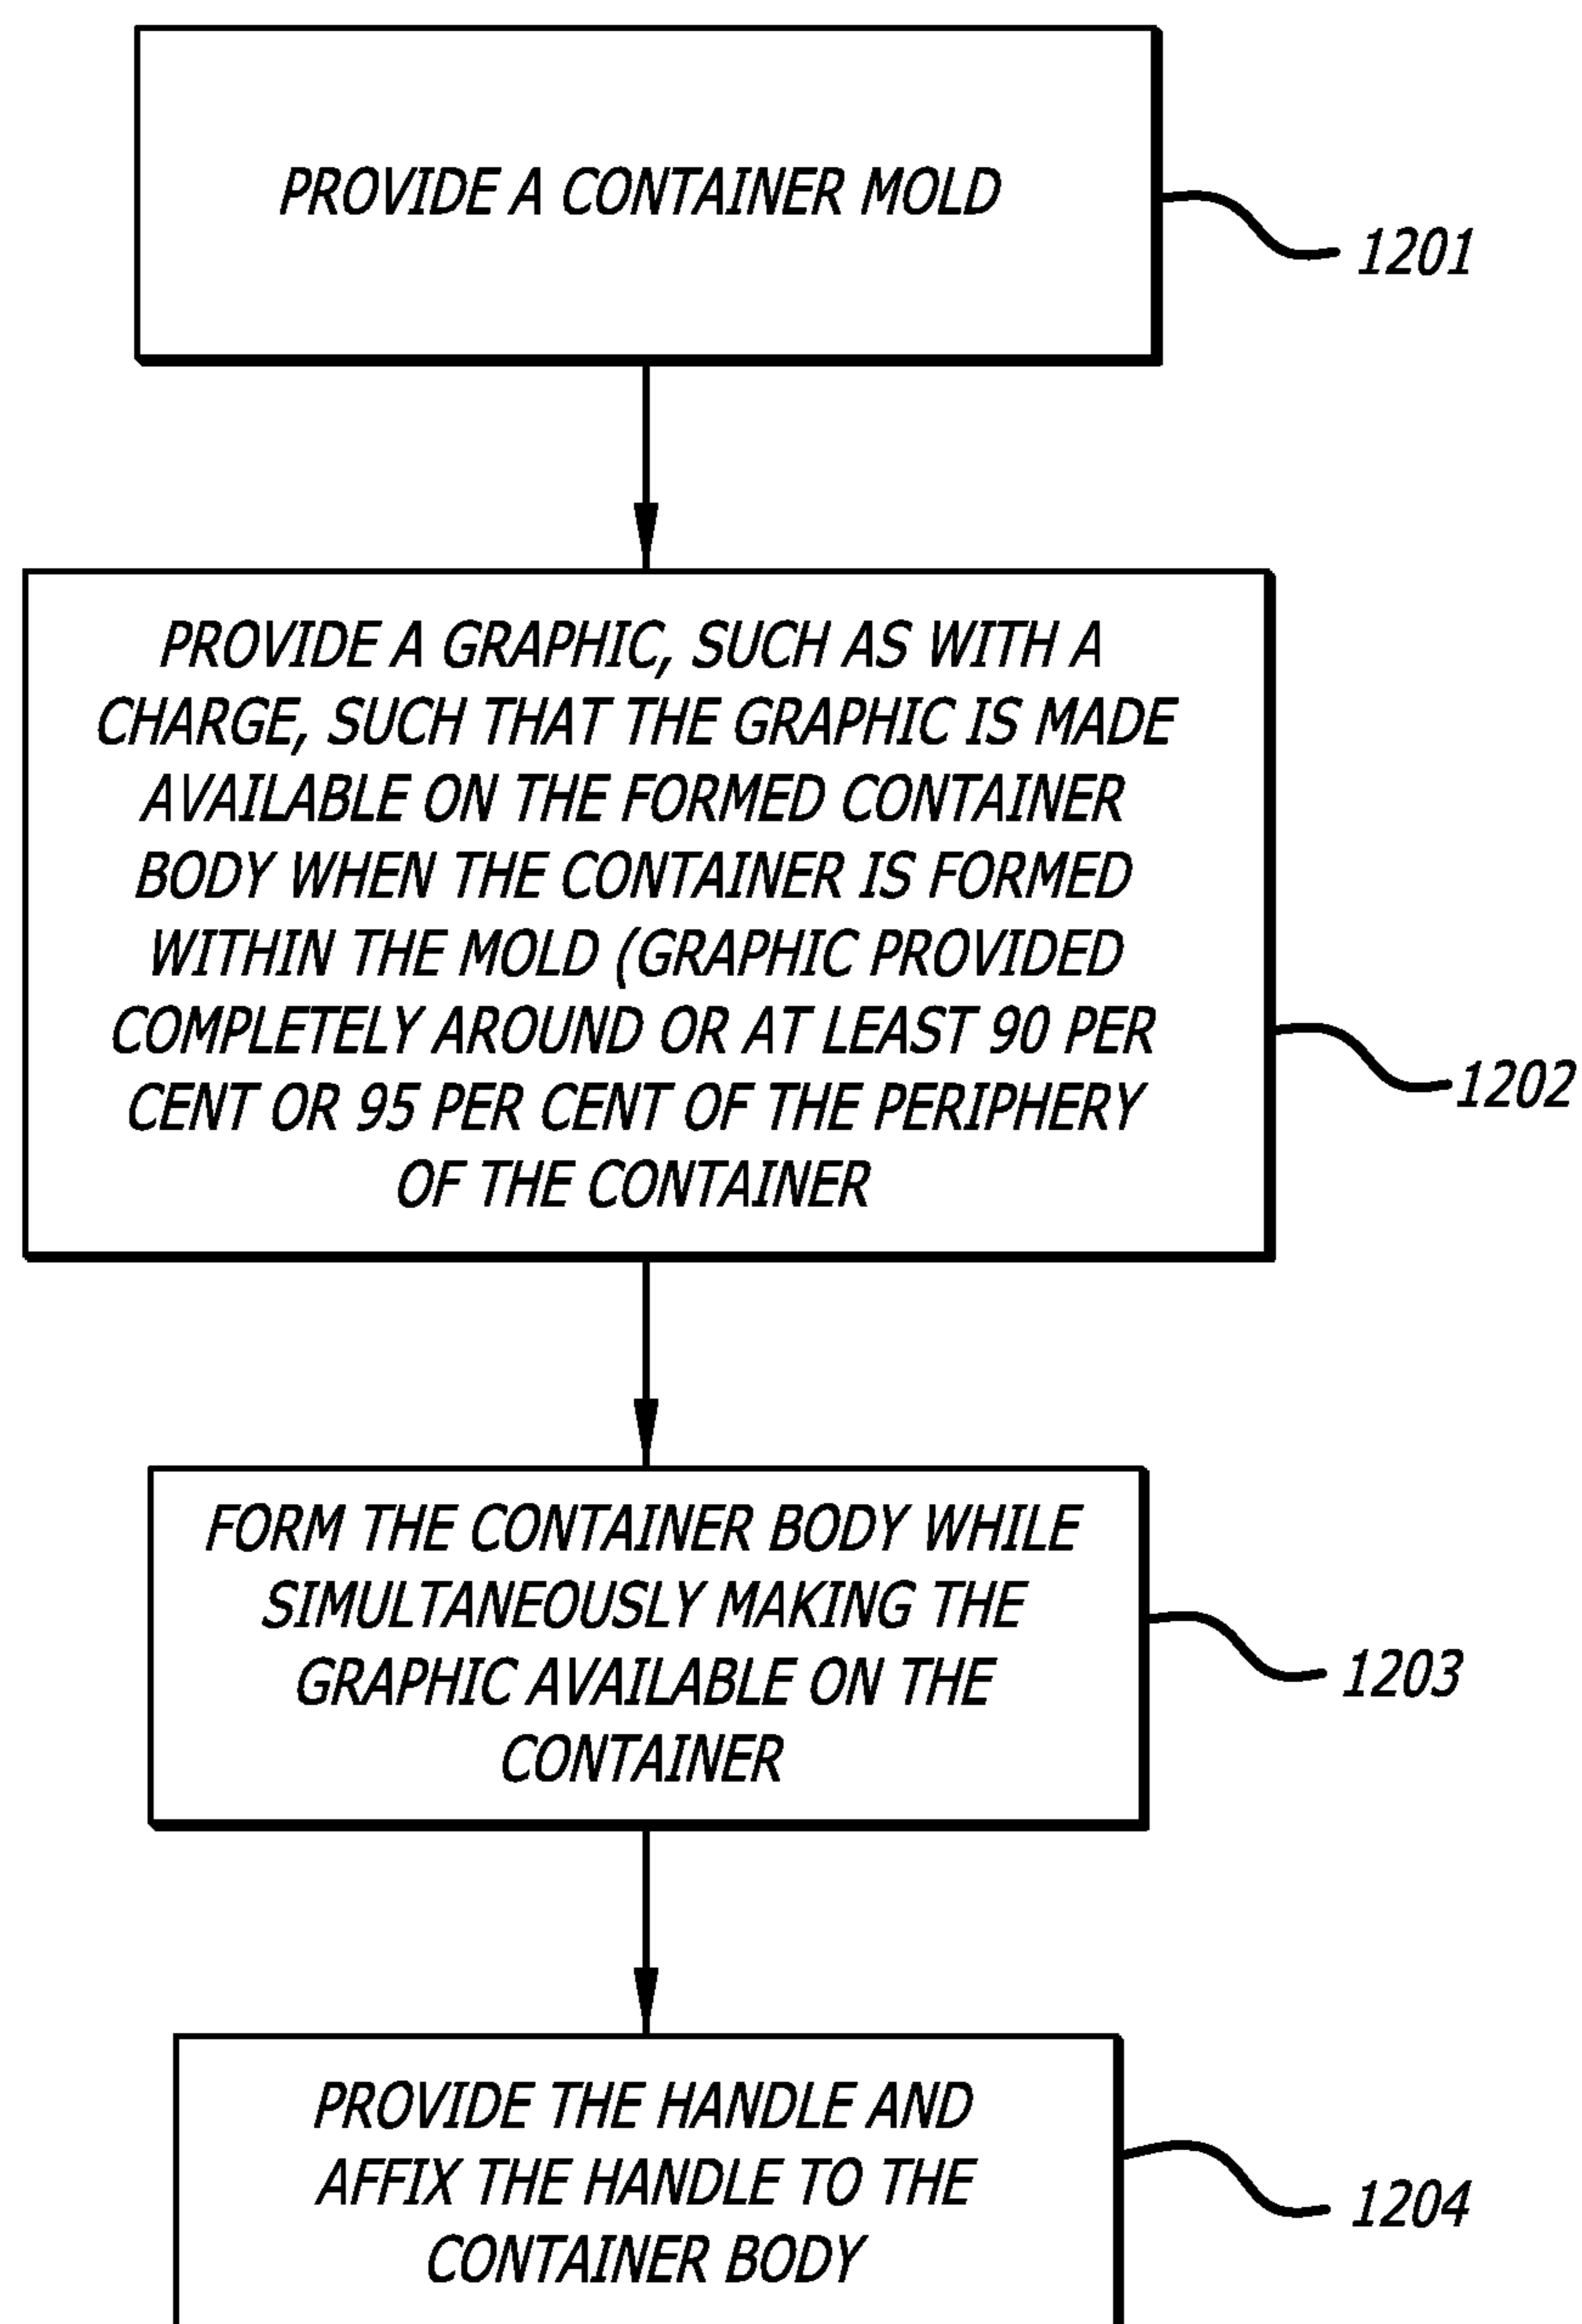 PROVIDE A CONTAINER MOLD
1201
PROVIDE A GRAPHIC, SUCH AS WITH A
CHARGE, SUCH THAT THE GRAPHIC IS MADE
AVAILABLE ON THE FORMED CONTAINER
BODY WHEN THE CONTAINER IS FORMED
WITHIN THE MOLD (GRAPHIC PROVIDED
COMPLETELY AROUND OR AT LEAST 90 PER
CENT OR 95 PER CENT OF THE PERIPHERY
OF THE CONTAINER
1202
FORM THE CONTAINER BODY WHILE
SIMULTANEOUSLY MAKING THE
GRAPHIC AVAILABLE ON THE
CONTAINER
1203
PROVIDE THE HANDLE AND
AFFIX THE HANDLE TO THE
CONTAINER BODY
1204